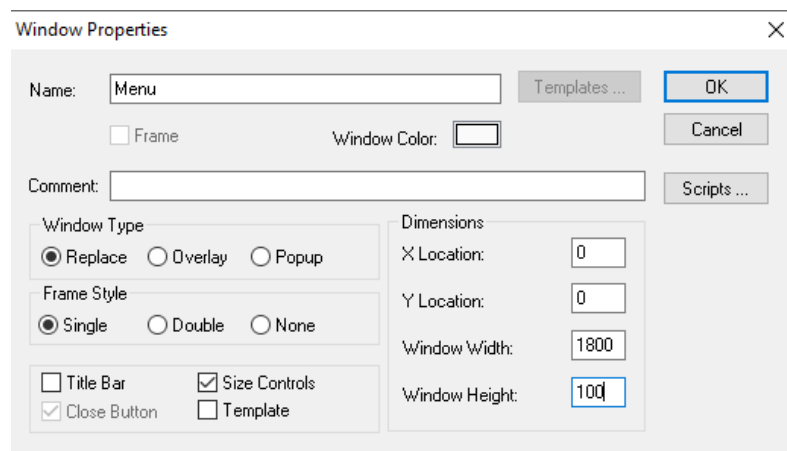 Window Properties
Name: Menu Templates ... OK
Frame Window Color: Cancel
Comment: Scripts ...
Window Type
Replace Overlay Popup
Frame Style
Single Double None
Title Bar Size Controls
Close Button Template
Dimensions
X Location: 0
Y Location: 0
Window Width: 1800
Window Height: 100